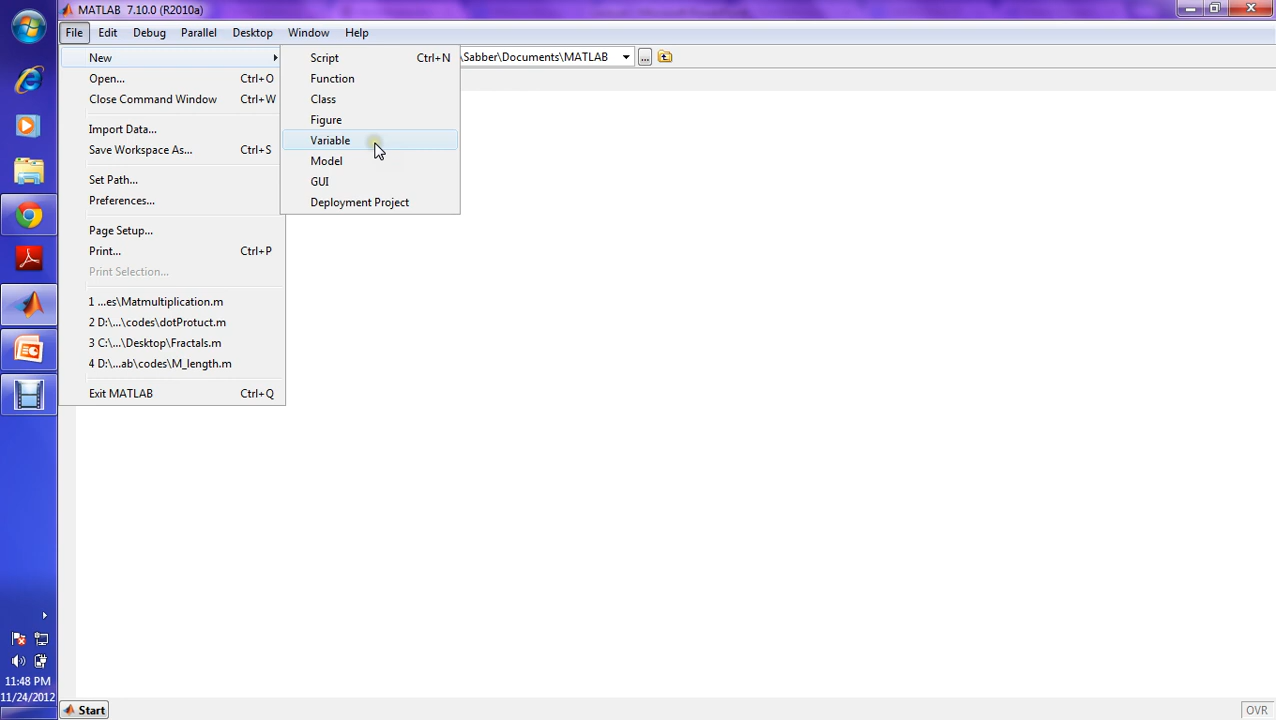 MATLAB 7.10.0 (R2010a)
File Edit Debug Parallel Desktop Window Help
New
Open... Ctrl+O
Close Command Window Ctrl+W
Import Data...
Save Workspace As... Ctrl+S
Set Path...
Preferences...
Page Setup...
Print... Ctrl+P
Print Selection...
1 ...es\Matmultiplication.m
2 D:\...\codes\dotProtuct.m
3 C:\...\Desktop\Fractals.m
4 D:\...ab\codes\M_length.m
Exit MATLAB Ctrl+Q
Script Ctrl+N
Function
Class
Figure
Variable
Model
GUI
Deployment Project
\Sabber\Documents\MATLAB
...
11:48 PM
11/24/2012
Start
OVR